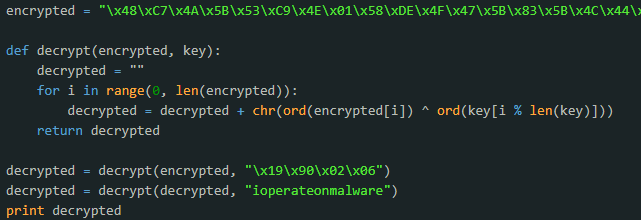 encrypted = "\x48\xC7\x4A\x5B\x53\xC9\x4E\x01\x58\xDE\x4F\x47\x5B\x83\x5B\x4C\x44\
def decrypt(encrypted, key):
decrypted = ""
for i in range(0, len(encrypted)):
decrypted = decrypted + chr(ord(encrypted[i]) ^ ord(key[i % len(key)]))
return decrypted
decrypted = decrypt(encrypted, "\x19\x90\x02\x06")
decrypted = decrypt(decrypted, "ioperateonmalware")
print decrypted